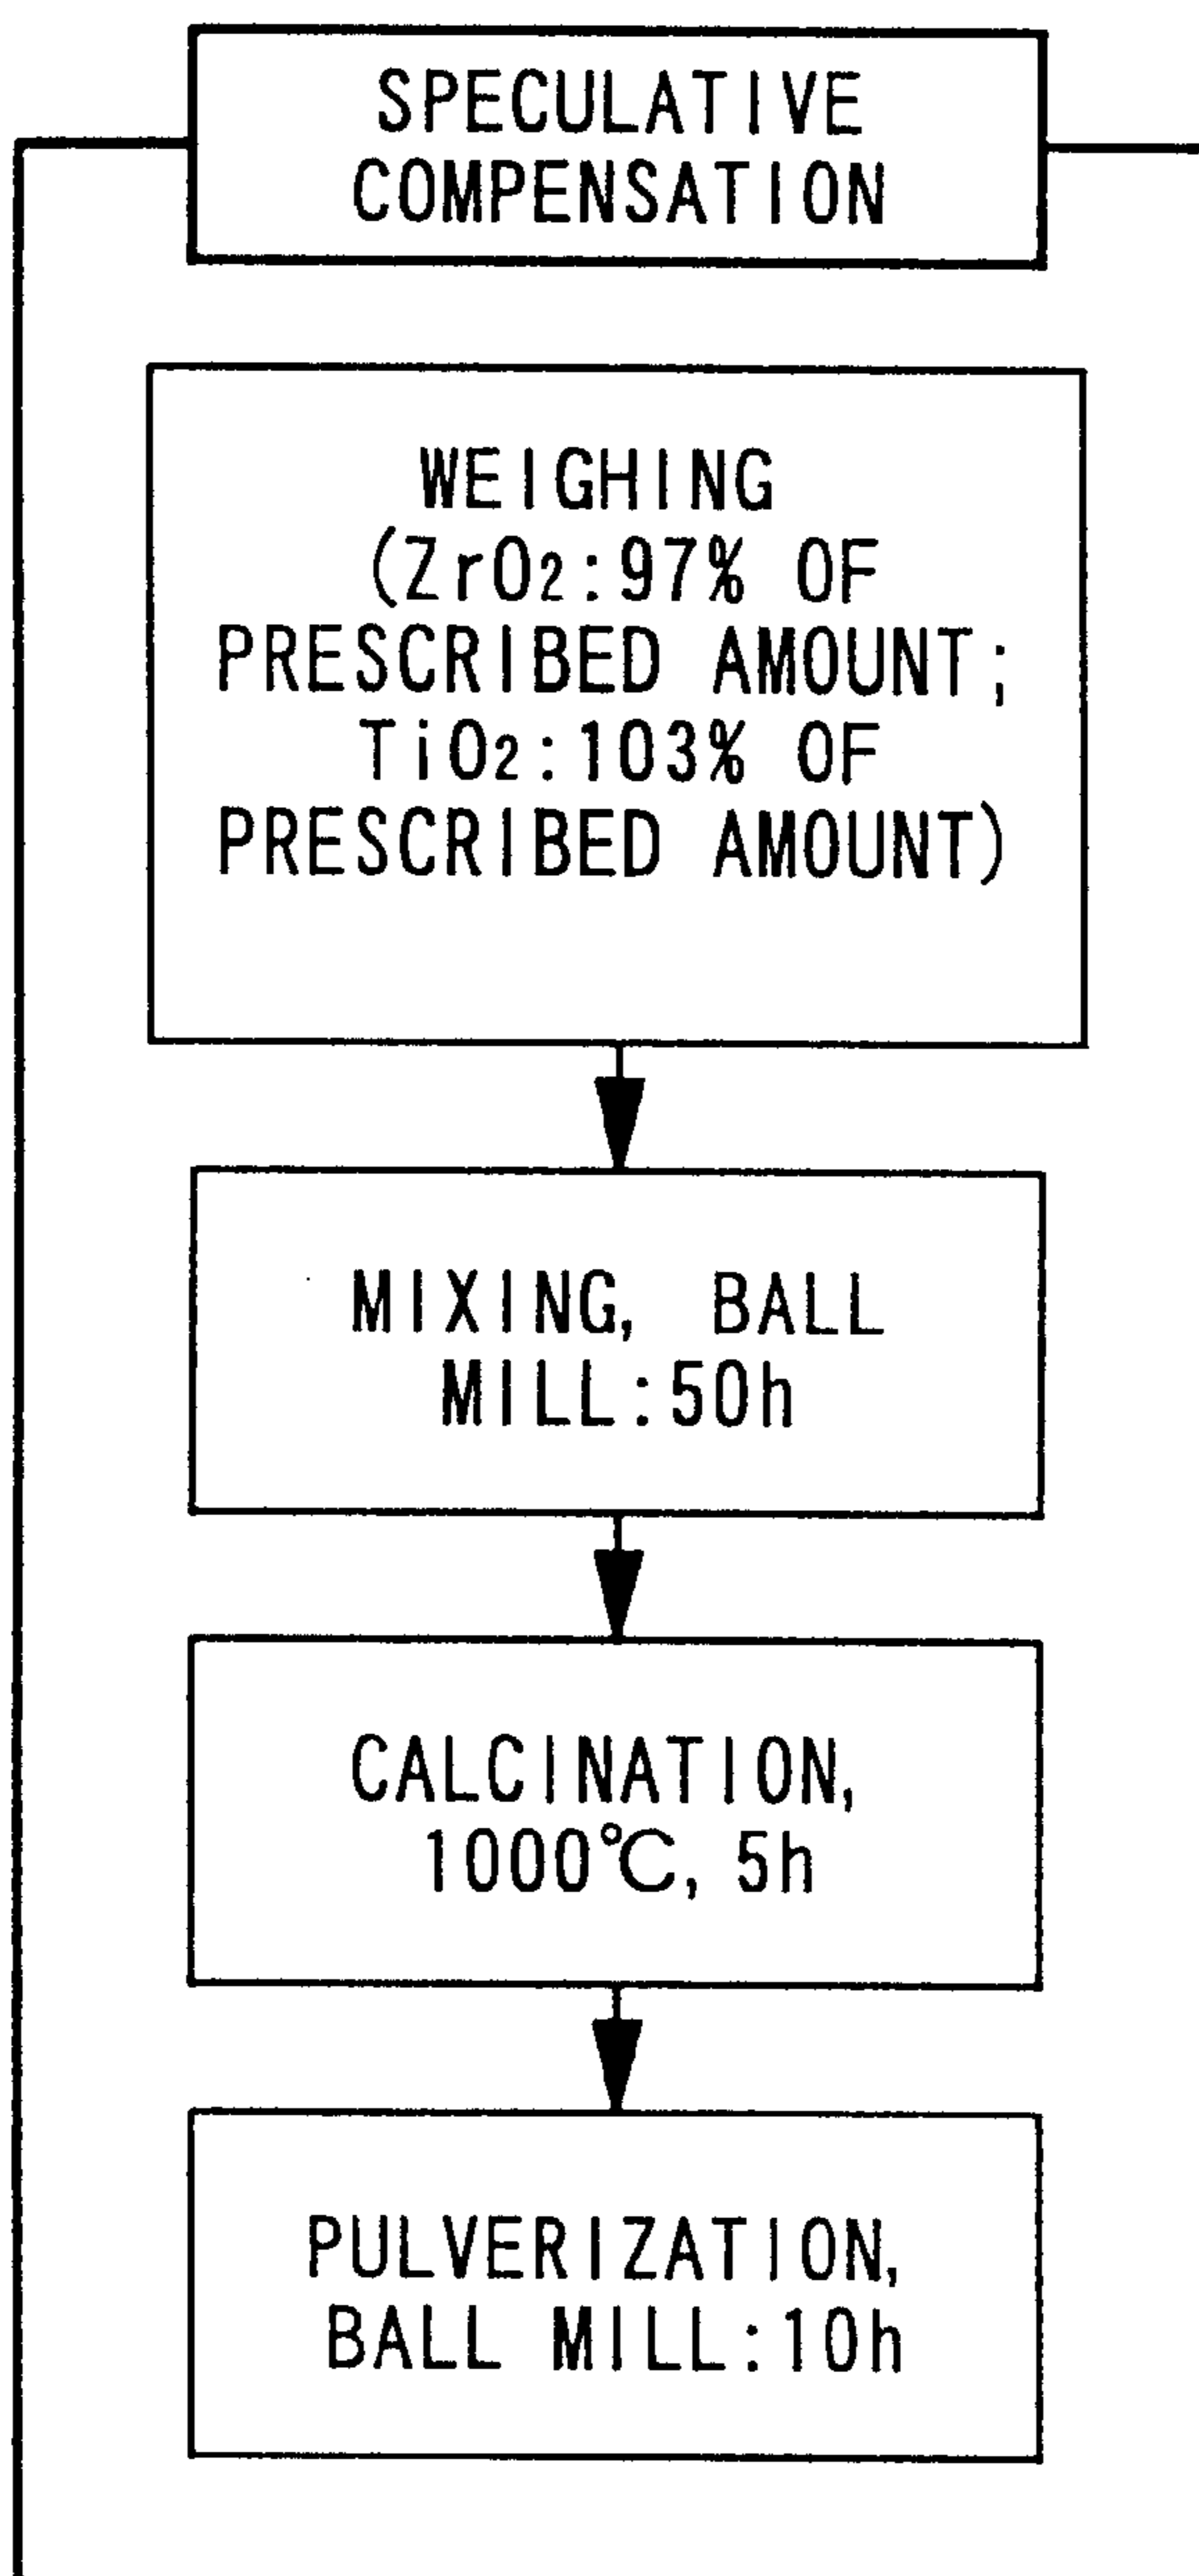 SPECULATIVE
COMPENSATION
WEIGHING
(ZrO2:97% OF
PRESCRIBED AMOUNT;
TiO2:103% OF
PRESCRIBED AMOUNT)
MIXING, BALL
MILL:50h
CALCINATION,
1000℃, 5h
PULVERIZATION,
BALL MILL:10h